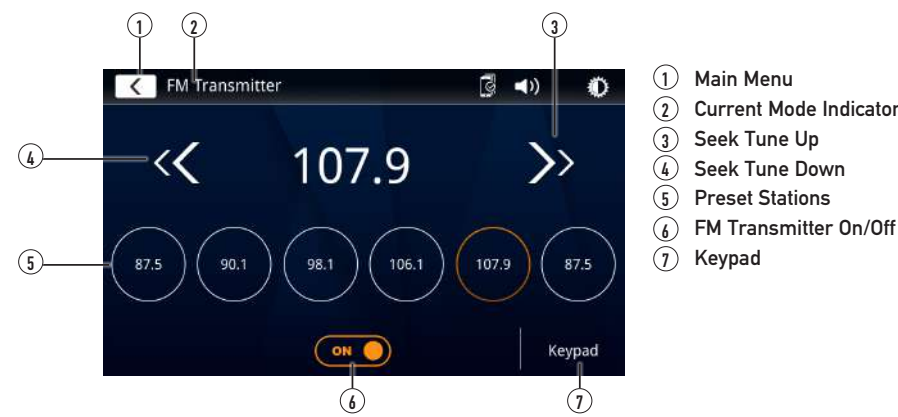 1 2 3
FM Transmitter
4 107.9
5 87.5 90.1 98.1 106.1 107.9 87.5
ON Keypad
6 7
1 Main Menu
2 Current Mode Indicator
3 Seek Tune Up
4 Seek Tune Down
5 Preset Stations
6 FM Transmitter On/Off
7 Keypad